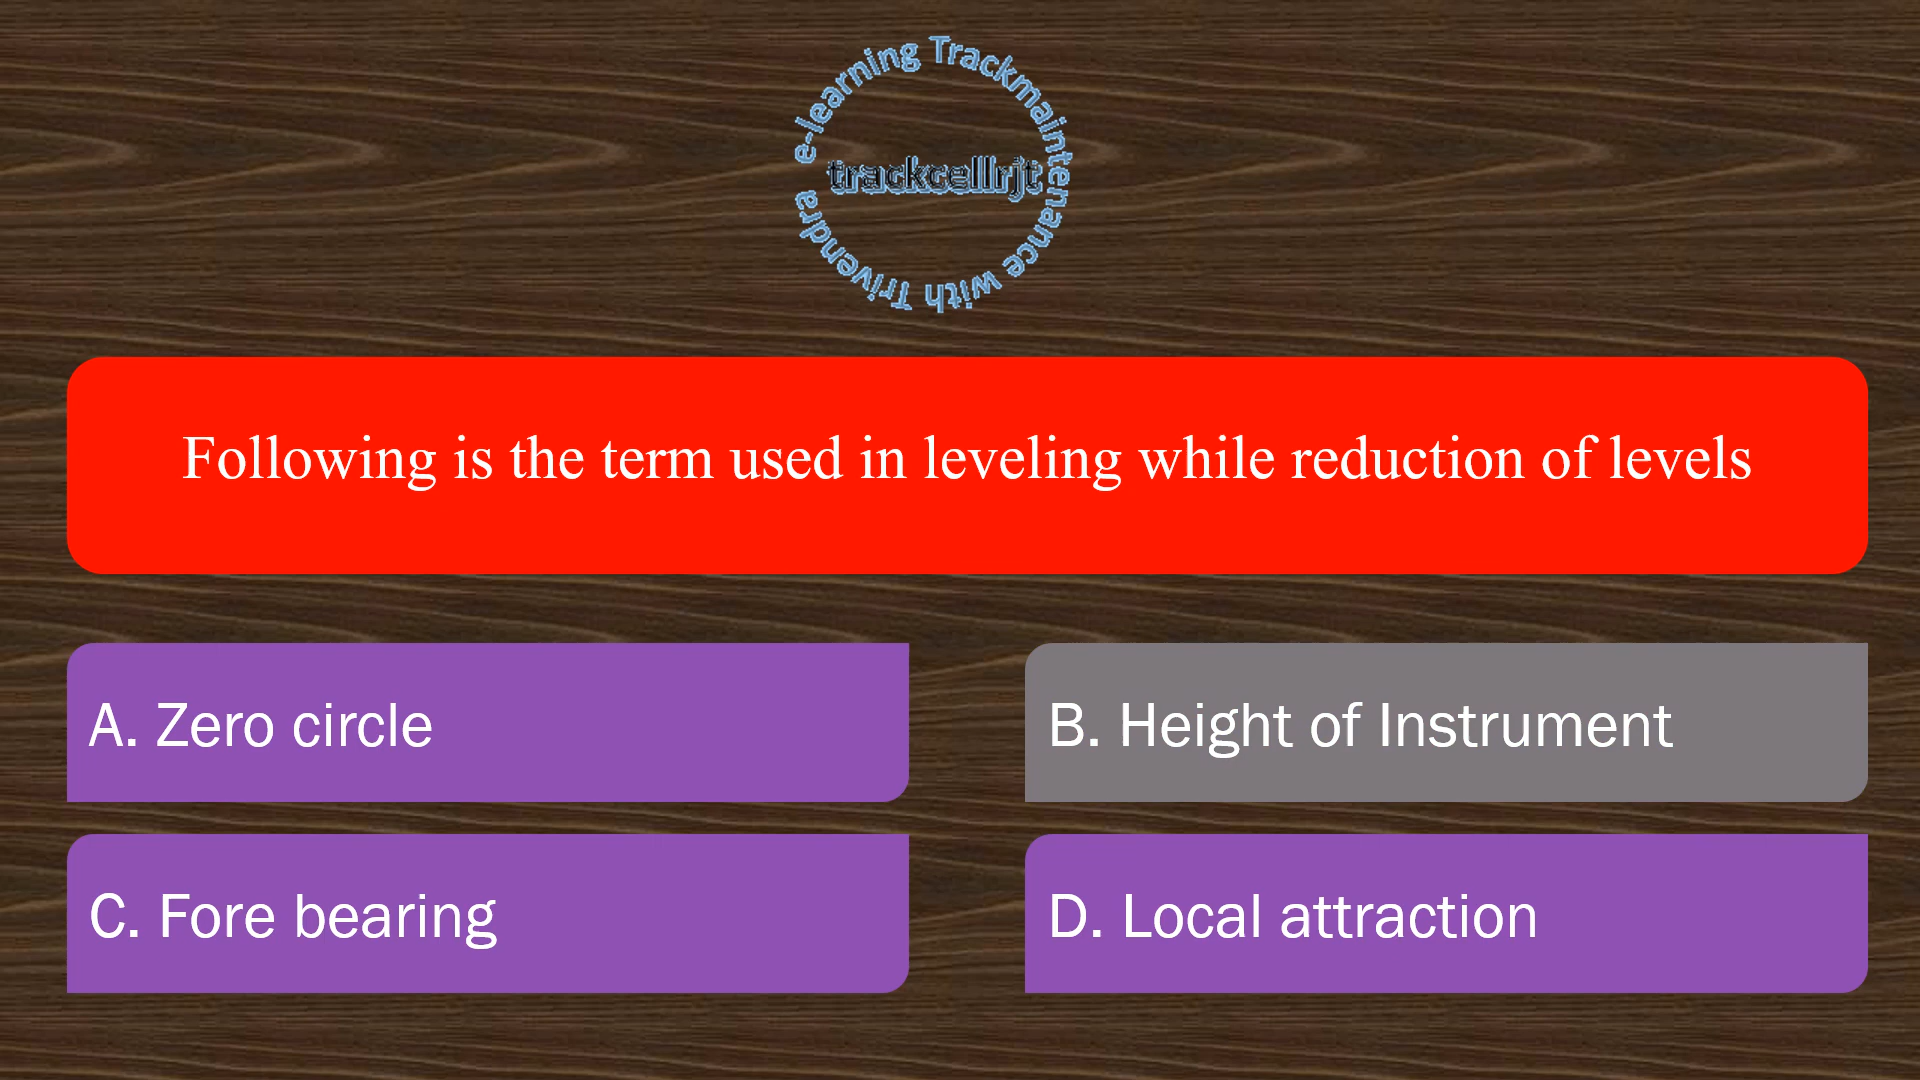 e-learning Trackmaintenance with Trivendra
trackcellrjt
Following is the term used in leveling while reduction of levels
A. Zero circle
B. Height of Instrument
C. Fore bearing
D. Local attraction